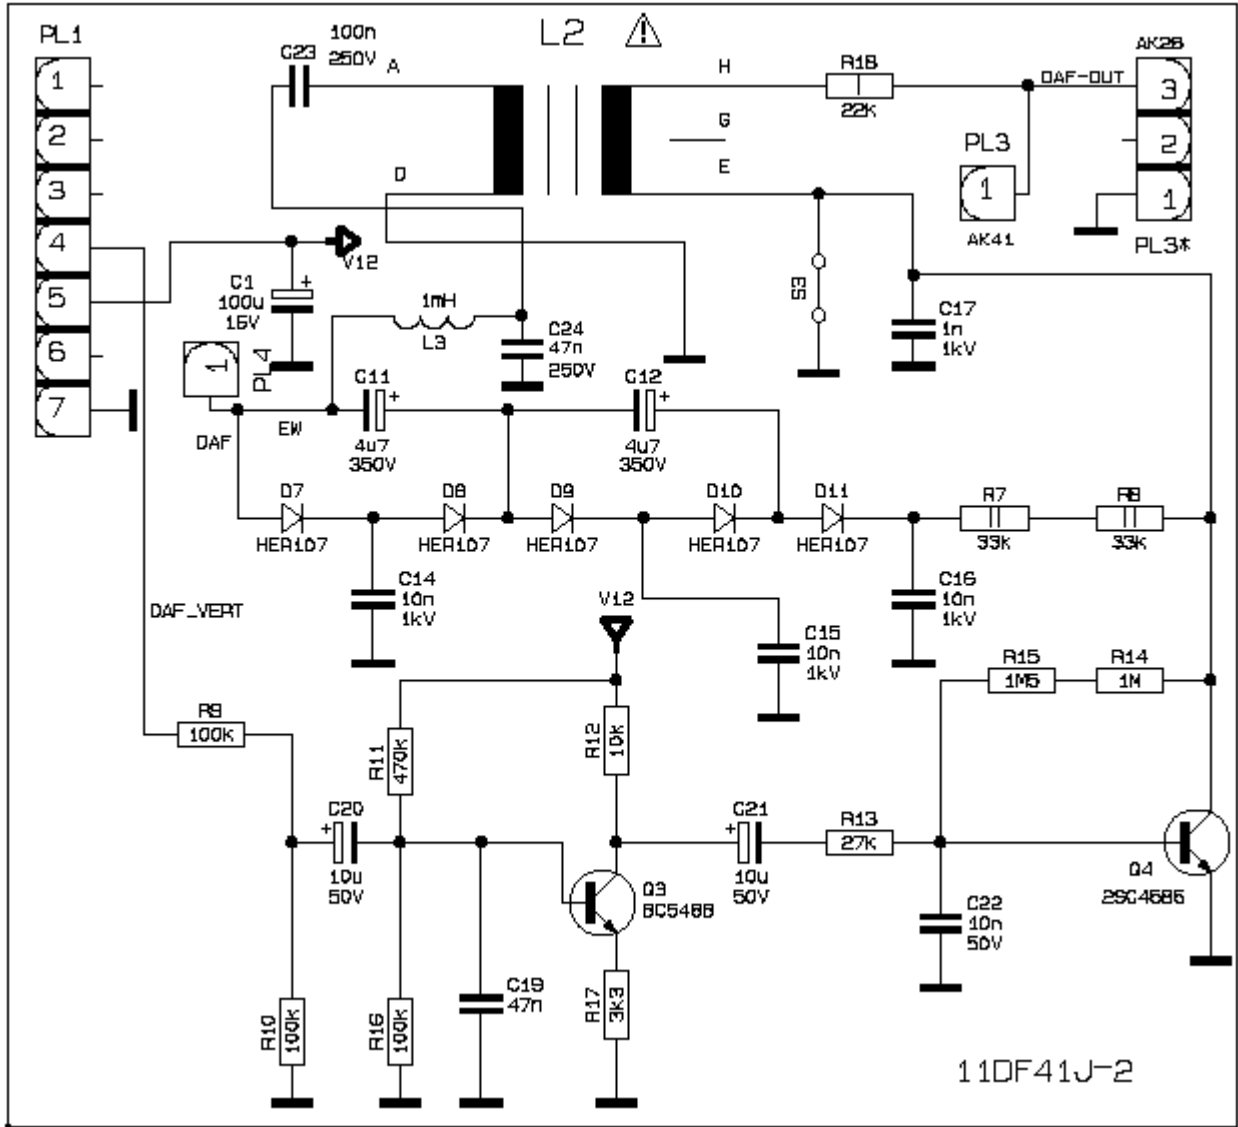 PL1
1
2
3
4
5
6
7
C23
100n
250V
A
D
L2
H
G
E
R18
22k
DAF-OUT
AK28
3
2
1
PL3*
PL3
1
AK41
V12
C1
100u
16V
1
PL4
DAF
EW
1mH
L3
C24
47n
250V
S3
C17
1n
1kV
C11
4u7
350V
C12
4u7
350V
D7
HER107
D8
HER107
D9
HER107
D10
HER107
D11
HER107
R7
33k
R8
33k
C14
10n
1kV
V12
C15
10n
1kV
C16
10n
1kV
DAF_VERT
R15
1M5
R14
1M
R9
100k
R11
470k
R12
10k
C20
10u
50V
C21
10u
50V
R13
27k
Q3
BC548B
Q4
2SC4686
C22
10n
50V
R10
100k
R16
100k
C19
47n
R17
3k3
11DF41J-2